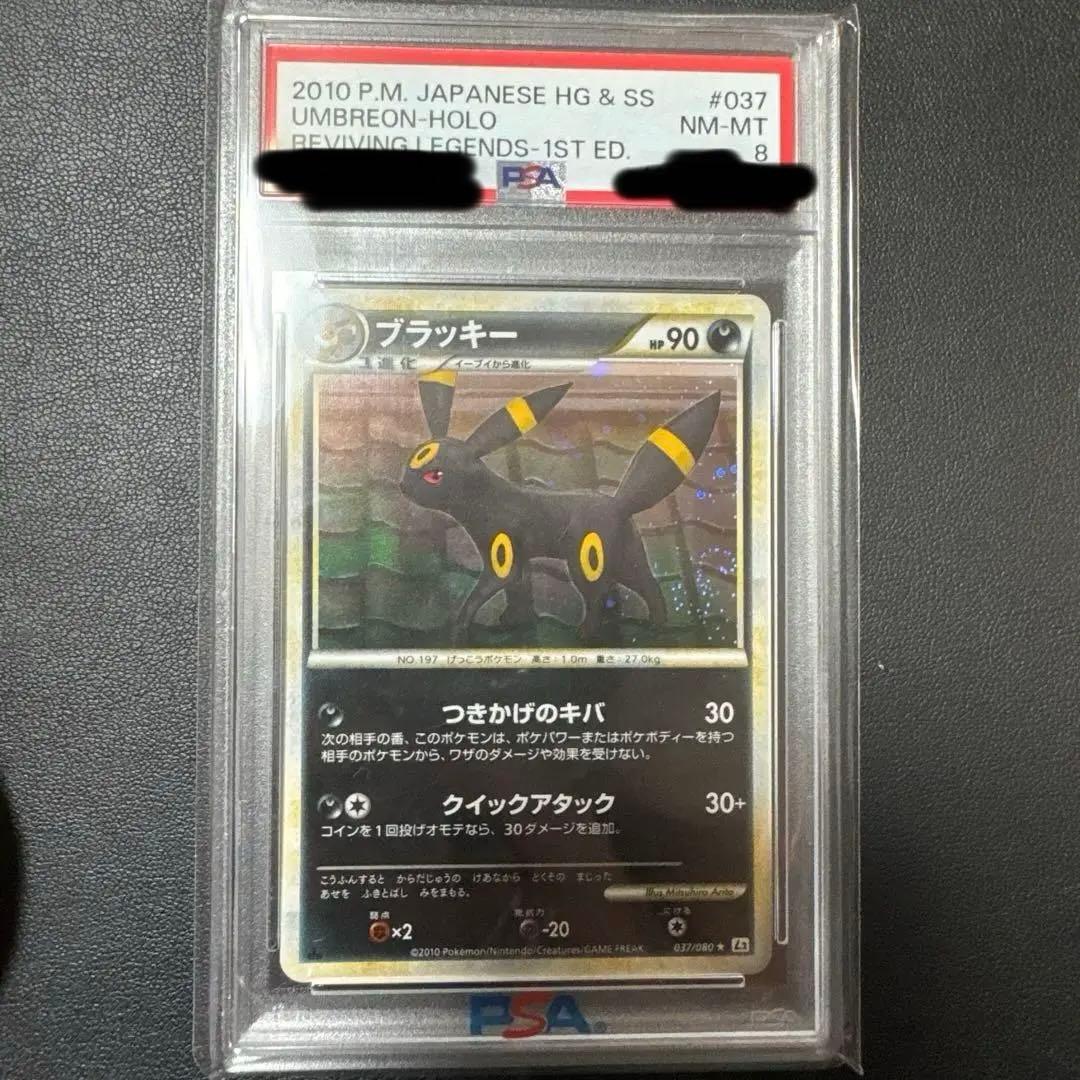 2010 P.M. JAPANESE HG & SS #037
UMBREON-HOLO NM-MT
REVIVING LEGENDS-1ST ED. 8
PSA
ブラッキー HP90
1進化 イーブイから進化
NO.197 げっこうポケモン 高さ:1.0m 重さ:27.0kg
つきかげのキバ 30
次の相手の番、このポケモンは、ポケパワーまたはポケボディーを持つ
相手のポケモンから、ワザのダメージや効果を受けない。
クイックアタック 30+
コインを1回投げオモテなら、30ダメージを追加。
こうふんすると からだじゅうの けあなから どくその まじった
あせを ふきとばし みをまもる。
Illus. Mitsuhiro Arita
弱点 抵抗力 にげる
×2 -20
©2010 Pokémon/Nintendo/Creatures/GAME FREAK. 037/080★ L2
PSA